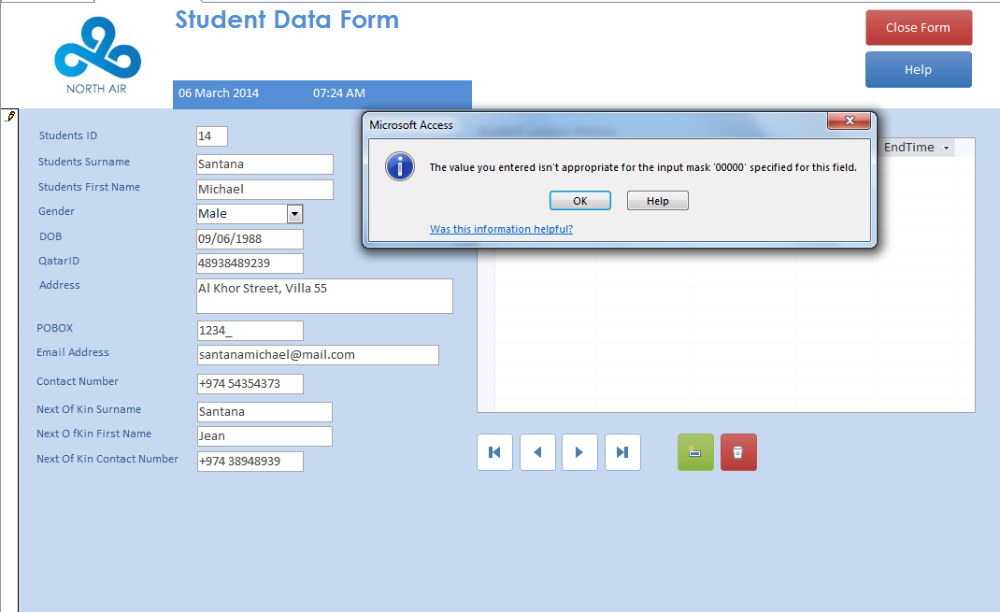 Student Data Form
Close Form
Help
NORTH AIR
06 March 2014 07:24 AM
Microsoft Access
The value you entered isn't appropriate for the input mask '00000' specified for this field.
OK Help
Was this information helpful?
EndTime
Students ID 14
Students Surname Santana
Students First Name Michael
Gender Male
DOB 09/06/1988
QatarID 48938489239
Address Al Khor Street, Villa 55
POBOX 1234_
Email Address santanamichael@mail.com
Contact Number +974 54354373
Next Of Kin Surname Santana
Next O fKin First Name Jean
Next Of Kin Contact Number +974 38948939